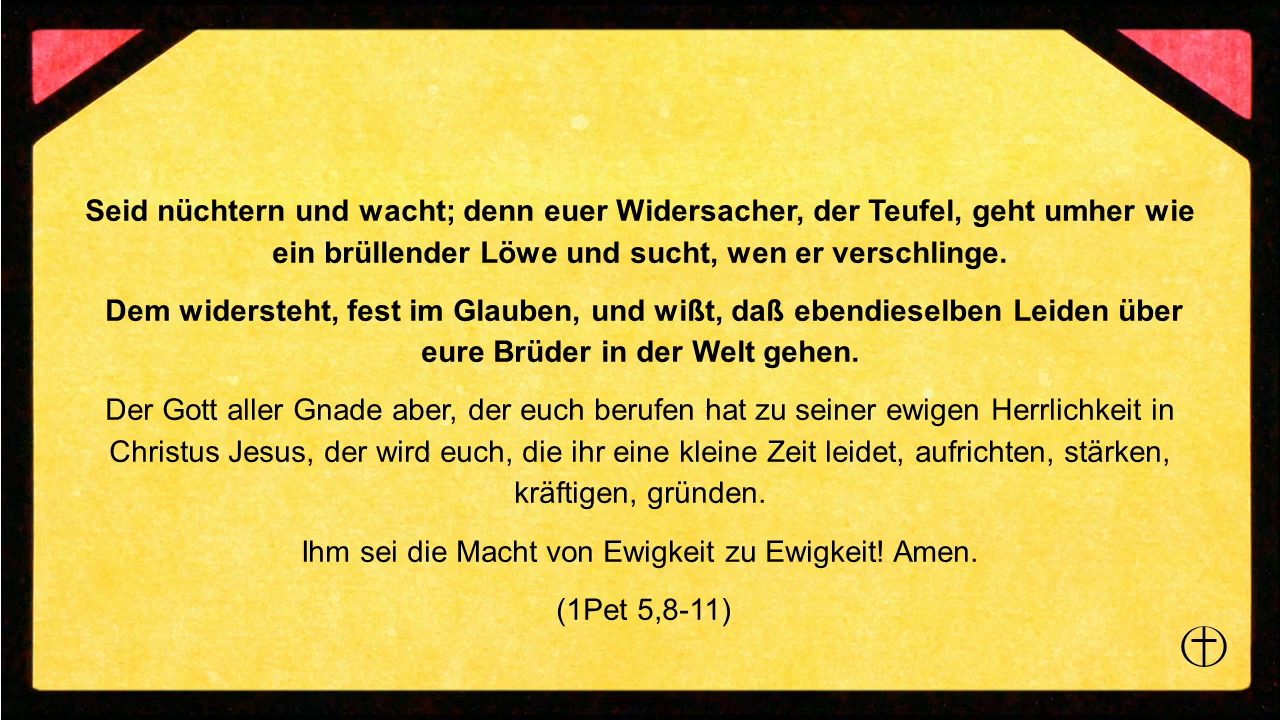 Seid nüchtern und wacht; denn euer Widersacher, der Teufel, geht umher wie
ein brüllender Löwe und sucht, wen er verschlinge.
Dem widersteht, fest im Glauben, und wißt, daß ebendieselben Leiden über
eure Brüder in der Welt gehen.
Der Gott aller Gnade aber, der euch berufen hat zu seiner ewigen Herrlichkeit in
Christus Jesus, der wird euch, die ihr eine kleine Zeit leidet, aufrichten, stärken,
kräftigen, gründen.
Ihm sei die Macht von Ewigkeit zu Ewigkeit! Amen.
(1Pet 5,8-11)